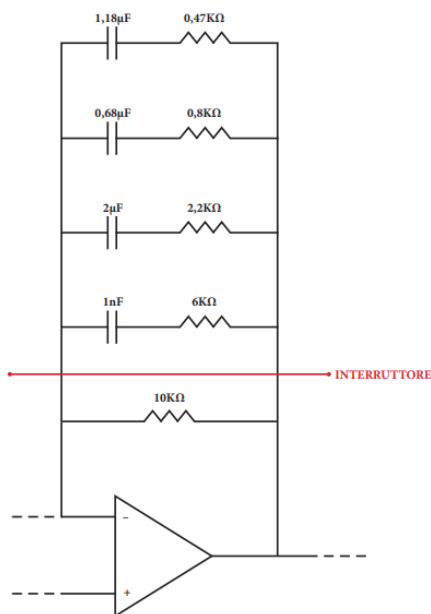 1,18µF 0,47KΩ
0,68µF 0,8KΩ
2µF 2,2KΩ
1nF 6KΩ
INTERRUTTORE
10KΩ
-
+